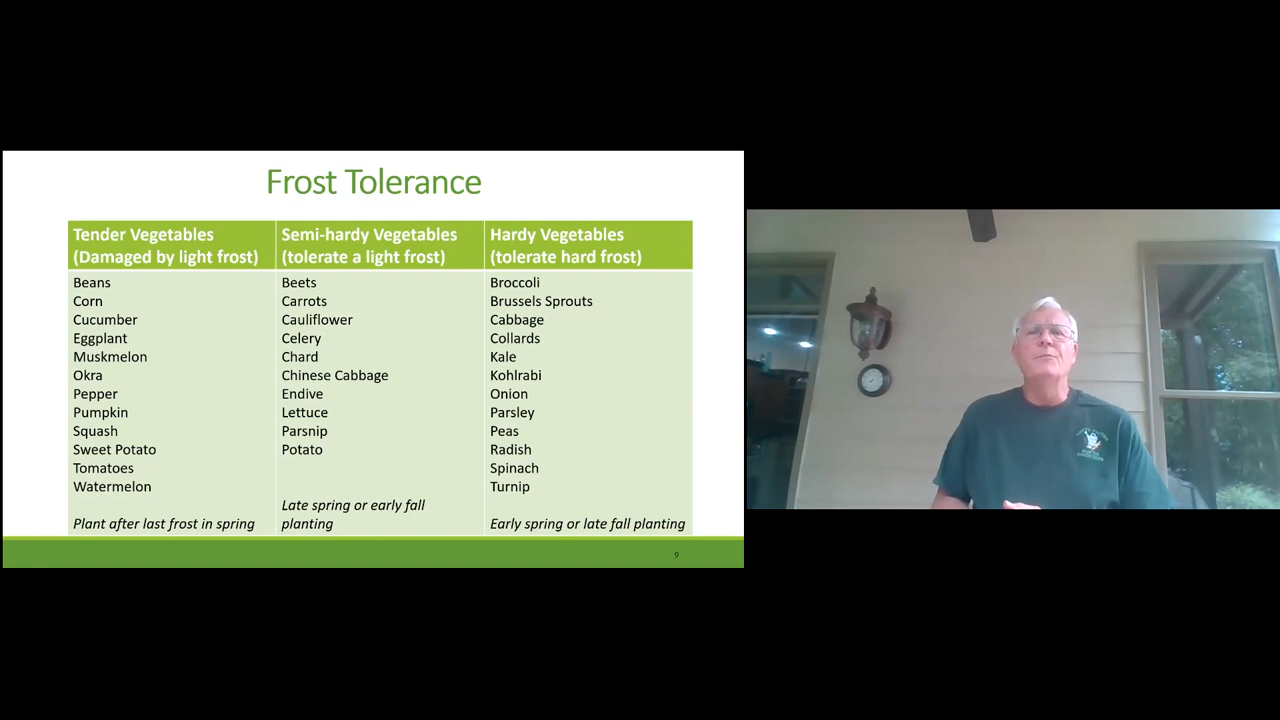 Frost Tolerance
Tender Vegetables
(Damaged by light frost)
Beans
Corn
Cucumber
Eggplant
Muskmelon
Okra
Pepper
Pumpkin
Squash
Sweet Potato
Tomatoes
Watermelon
Plant after last frost in spring
Semi-hardy Vegetables
(tolerate a light frost)
Beets
Carrots
Cauliflower
Celery
Chard
Chinese Cabbage
Endive
Lettuce
Parsnip
Potato
Late spring or early fall
planting
Hardy Vegetables
(tolerate hard frost)
Broccoli
Brussels Sprouts
Cabbage
Collards
Kale
Kohlrabi
Onion
Parsley
Peas
Radish
Spinach
Turnip
Early spring or late fall planting
9